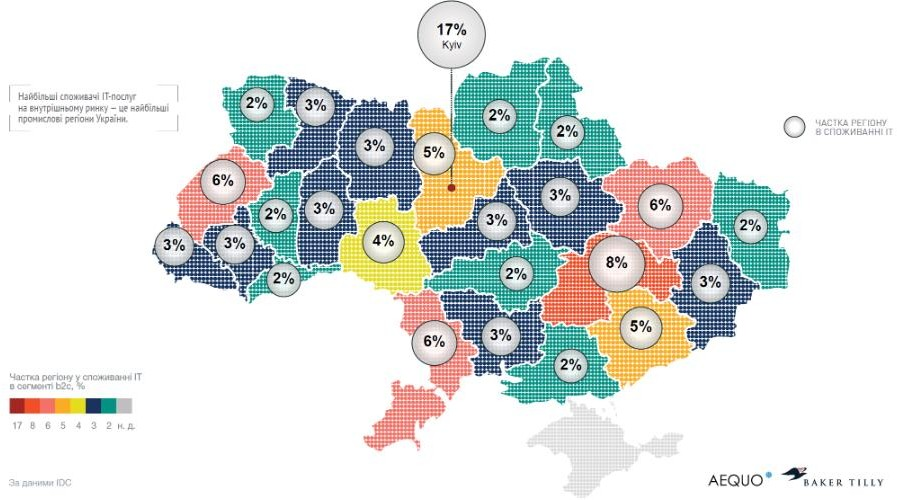 17%
Kyiv
Найбільші споживачі ІТ-послуг
на внутрішньому ринку – це найбільші
промислові регіони України.
ЧАСТКА РЕГІОНУ
В СПОЖИВАННІ ІТ
2%
3%
2%
2%
3%
5%
6%
3%
6%
2%
3%
3%
2%
3%
3%
4%
8%
2%
2%
3%
5%
6%
3%
2%
Частка регіону у споживанні ІТ
в сегменті b2c, %
17 8 6 5 4 3 2 н. д.
За даними IDC
AEQUO
BAKER TILLY